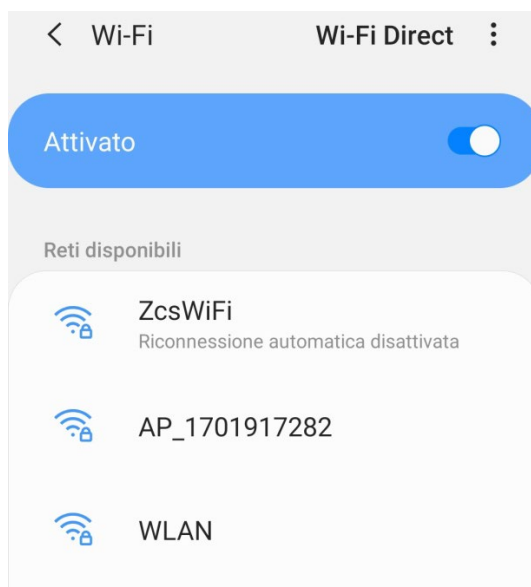 Wi-Fi Wi-Fi Direct
Attivato
Reti disponibili
ZcsWiFi
Riconnessione automatica disattivata
AP_1701917282
WLAN